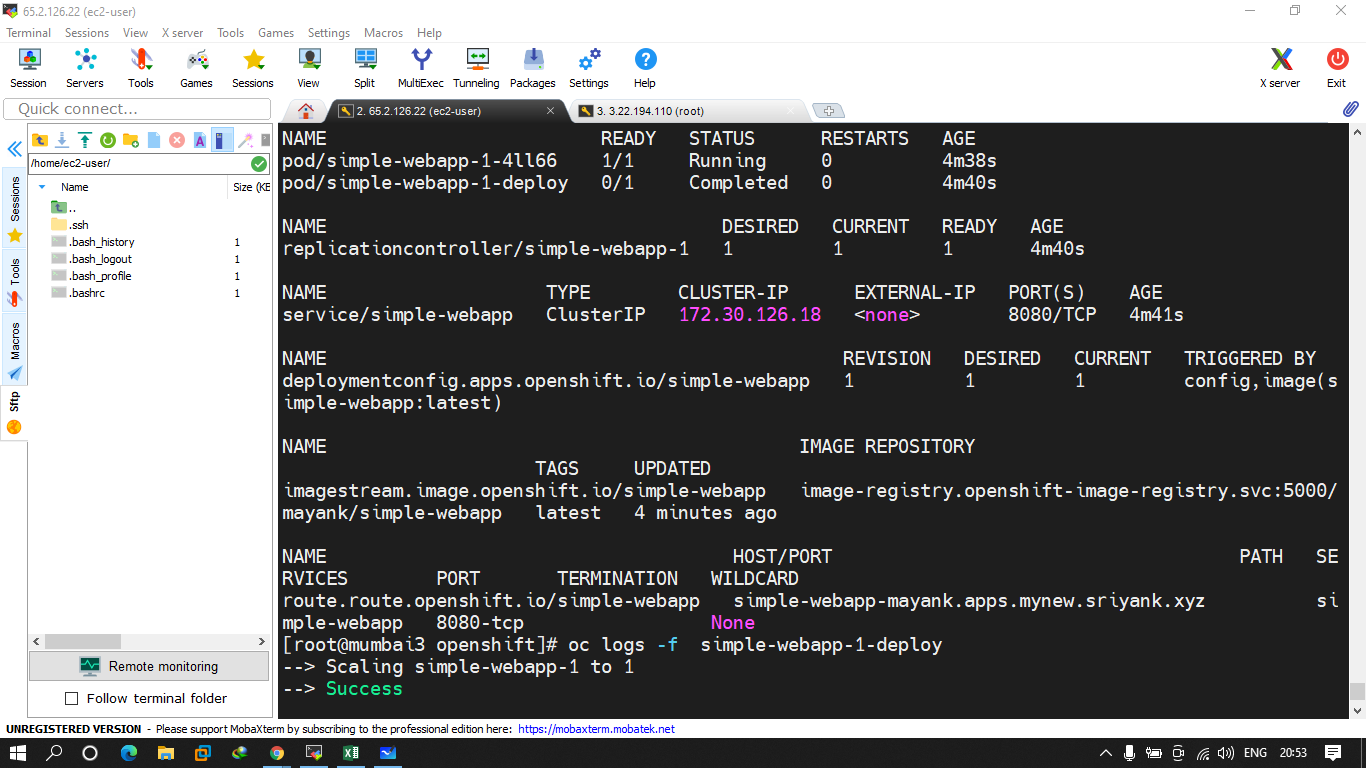 65.2.126.22 (ec2-user)
Terminal Sessions View X server Tools Games Settings Macros Help
Session Servers Tools Games Sessions View Split MultiExec Tunneling Packages Settings Help X server Exit
Quick connect...
2. 65.2.126.22 (ec2-user)
3. 3.22.194.110 (root)
/home/ec2-user/
Name Size (KB
..
.ssh
.bash_history 1
.bash_logout 1
.bash_profile 1
.bashrc 1
Sessions
Tools
Macros
Sftp
Remote monitoring
Follow terminal folder
NAME READY STATUS RESTARTS AGE
pod/simple-webapp-1-4ll66 1/1 Running 0 4m38s
pod/simple-webapp-1-deploy 0/1 Completed 0 4m40s
NAME DESIRED CURRENT READY AGE
replicationcontroller/simple-webapp-1 1 1 1 4m40s
NAME TYPE CLUSTER-IP EXTERNAL-IP PORT(S) AGE
service/simple-webapp ClusterIP 172.30.126.18 <none> 8080/TCP 4m41s
NAME REVISION DESIRED CURRENT TRIGGERED BY
deploymentconfig.apps.openshift.io/simple-webapp 1 1 1 config,image(s
imple-webapp:latest)
NAME IMAGE REPOSITORY
TAGS UPDATED
imagestream.image.openshift.io/simple-webapp image-registry.openshift-image-registry.svc:5000/
mayank/simple-webapp latest 4 minutes ago
NAME HOST/PORT PATH SE
RVICES PORT TERMINATION WILDCARD
route.route.openshift.io/simple-webapp simple-webapp-mayank.apps.mynew.sriyank.xyz si
mple-webapp 8080-tcp None
[root@mumbai3 openshift]# oc logs -f simple-webapp-1-deploy
--> Scaling simple-webapp-1 to 1
--> Success
UNREGISTERED VERSION - Please support MobaXterm by subscribing to the professional edition here: https://mobaxterm.mobatek.net
ENG 20:53